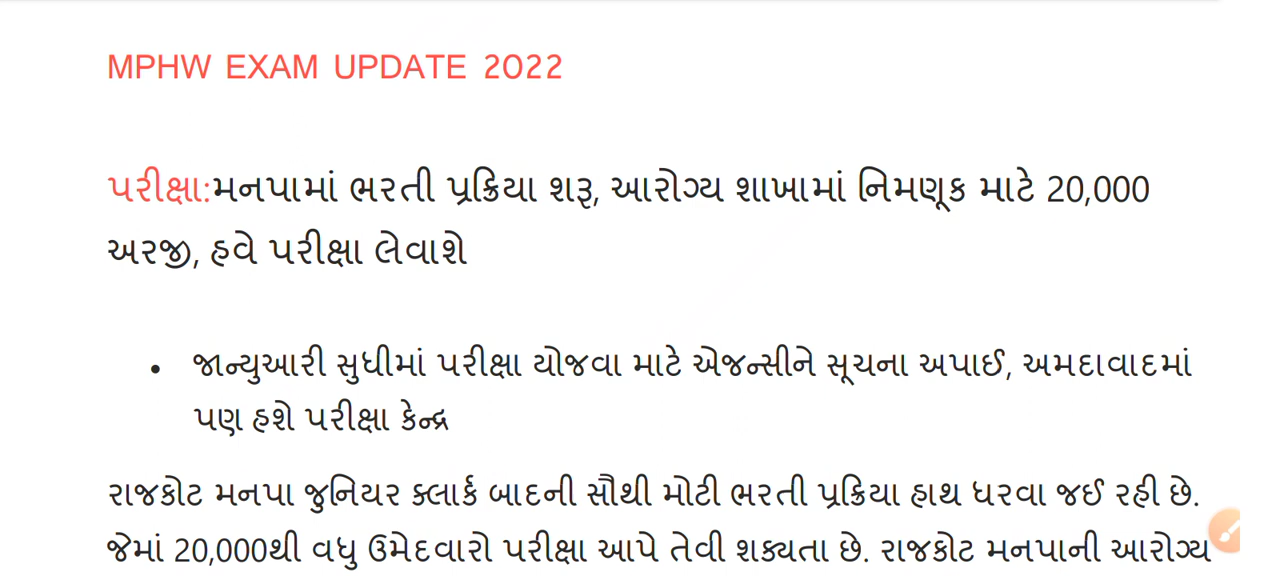 MPHW EXAM UPDATE 2022
પરીક્ષા:મનપામાં ભરતી પ્રક્રિયા શરૂ, આરોગ્ય શાખામાં નિમણૂક માટે 20,000
અરજી, હવે પરીક્ષા લેવાશે
• જાન્યુઆરી સુધીમાં પરીક્ષા યોજવા માટે એજન્સીને સૂચના અપાઈ, અમદાવાદમાં
પણ હશે પરીક્ષા કેન્દ્ર
રાજકોટ મનપા જુનિયર ક્લાર્ક બાદની સૌથી મોટી ભરતી પ્રક્રિયા હાથ ધરવા જઈ રહી છે.
જેમાં 20,000થી વધુ ઉમેદવારો પરીક્ષા આપે તેવી શક્યતા છે. રાજકોટ મનપાની આરોગ્ય